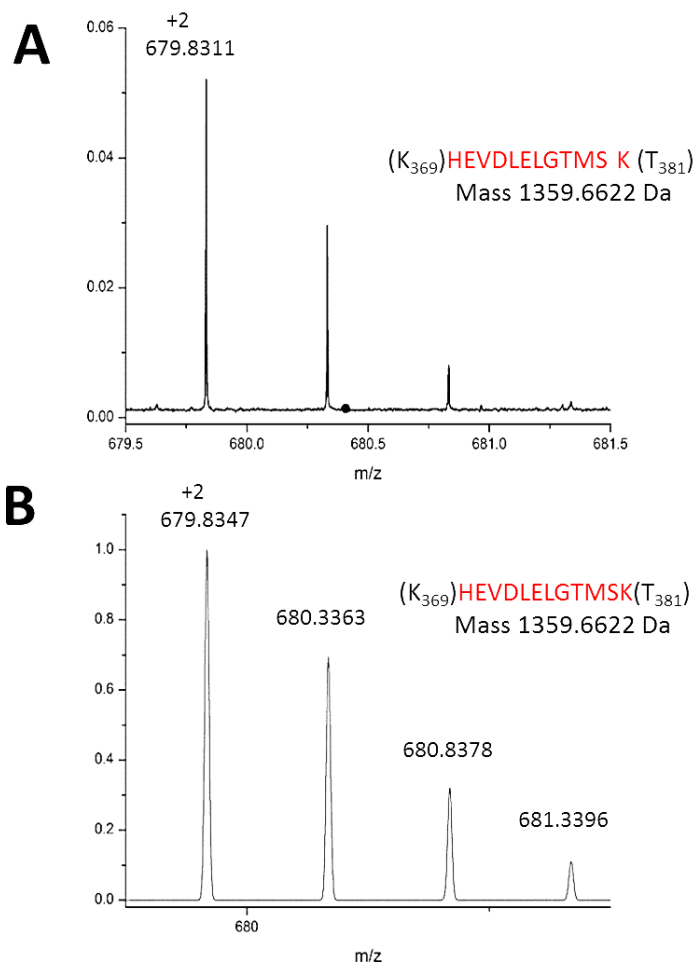 A
+2
679.8311
0.06
0.04
0.02
0.00
(K369)HEVDLELGTMS K (T381)
Mass 1359.6622 Da
679.5 680.0 680.5 681.0 681.5
m/z
B
+2
679.8347
680.3363
680.8378
681.3396
1.0
0.8
0.6
0.4
0.2
0.0
(K369)HEVDLELGTMSK(T381)
Mass 1359.6622 Da
680
m/z